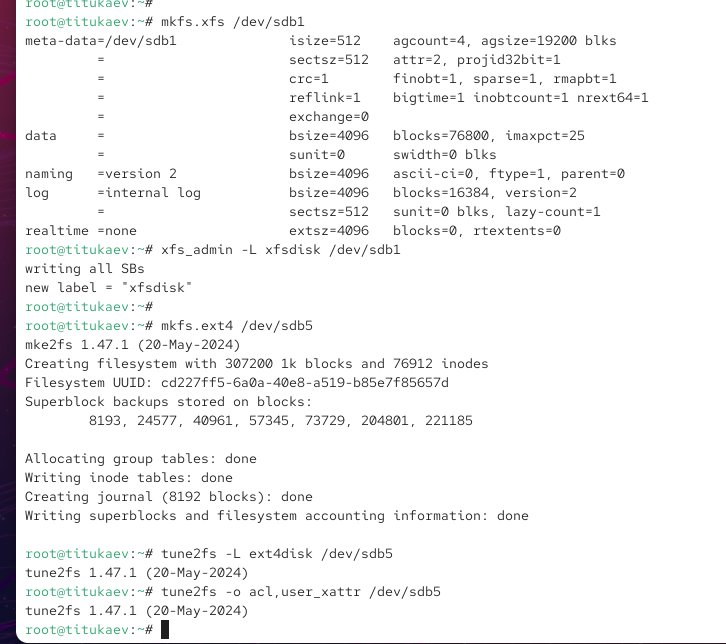 root@titukaev:~#
root@titukaev:~# mkfs.xfs /dev/sdb1
meta-data=/dev/sdb1              isize=512    agcount=4, agsize=19200 blks
         =                       sectsz=512   attr=2, projid32bit=1
         =                       crc=1        finobt=1, sparse=1, rmapbt=1
         =                       reflink=1    bigtime=1 inobtcount=1 nrext64=1
         =                       exchange=0
data     =                       bsize=4096   blocks=76800, imaxpct=25
         =                       sunit=0      swidth=0 blks
naming   =version 2              bsize=4096   ascii-ci=0, ftype=1, parent=0
log      =internal log           bsize=4096   blocks=16384, version=2
         =                       sectsz=512   sunit=0 blks, lazy-count=1
realtime =none                   extsz=4096   blocks=0, rtextents=0
root@titukaev:~# xfs_admin -L xfsdisk /dev/sdb1
writing all SBs
new label = "xfsdisk"
root@titukaev:~#
root@titukaev:~# mkfs.ext4 /dev/sdb5
mke2fs 1.47.1 (20-May-2024)
Creating filesystem with 307200 1k blocks and 76912 inodes
Filesystem UUID: cd227ff5-6a0a-40e8-a519-b85e7f85657d
Superblock backups stored on blocks:
        8193, 24577, 40961, 57345, 73729, 204801, 221185
Allocating group tables: done
Writing inode tables: done
Creating journal (8192 blocks): done
Writing superblocks and filesystem accounting information: done
root@titukaev:~# tune2fs -L ext4disk /dev/sdb5
tune2fs 1.47.1 (20-May-2024)
root@titukaev:~# tune2fs -o acl,user_xattr /dev/sdb5
tune2fs 1.47.1 (20-May-2024)
root@titukaev:~#